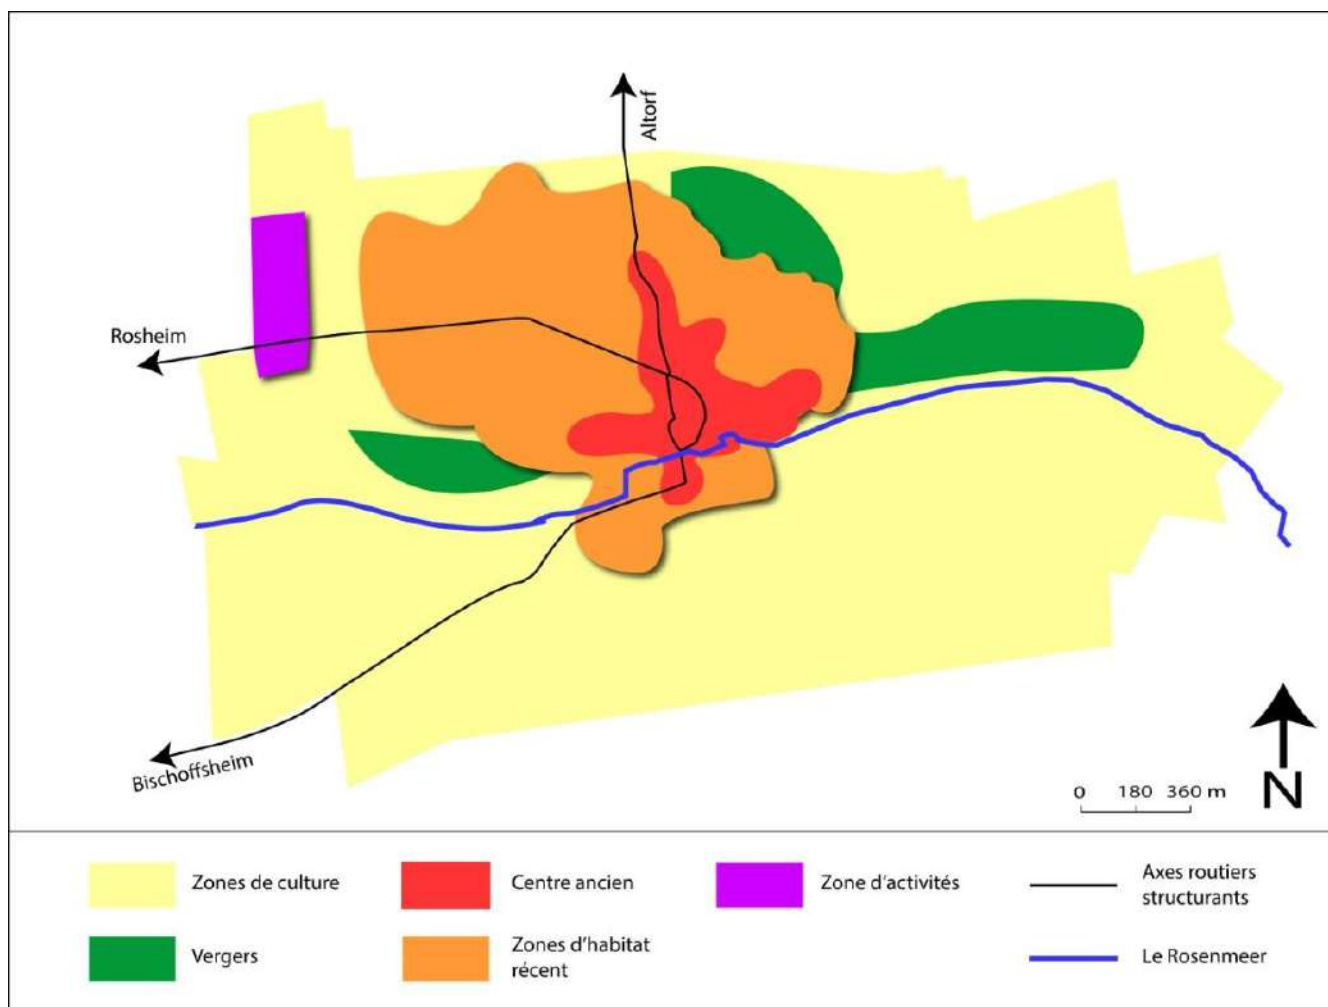 Altorf
Rosheim
Bischoffsheim
0 180 360 m
N
Zones de culture
Centre ancien
Zone d'activités
Axes routiers
structurants
Vergers
Zones d'habitat
récent
Le Rosenmeer